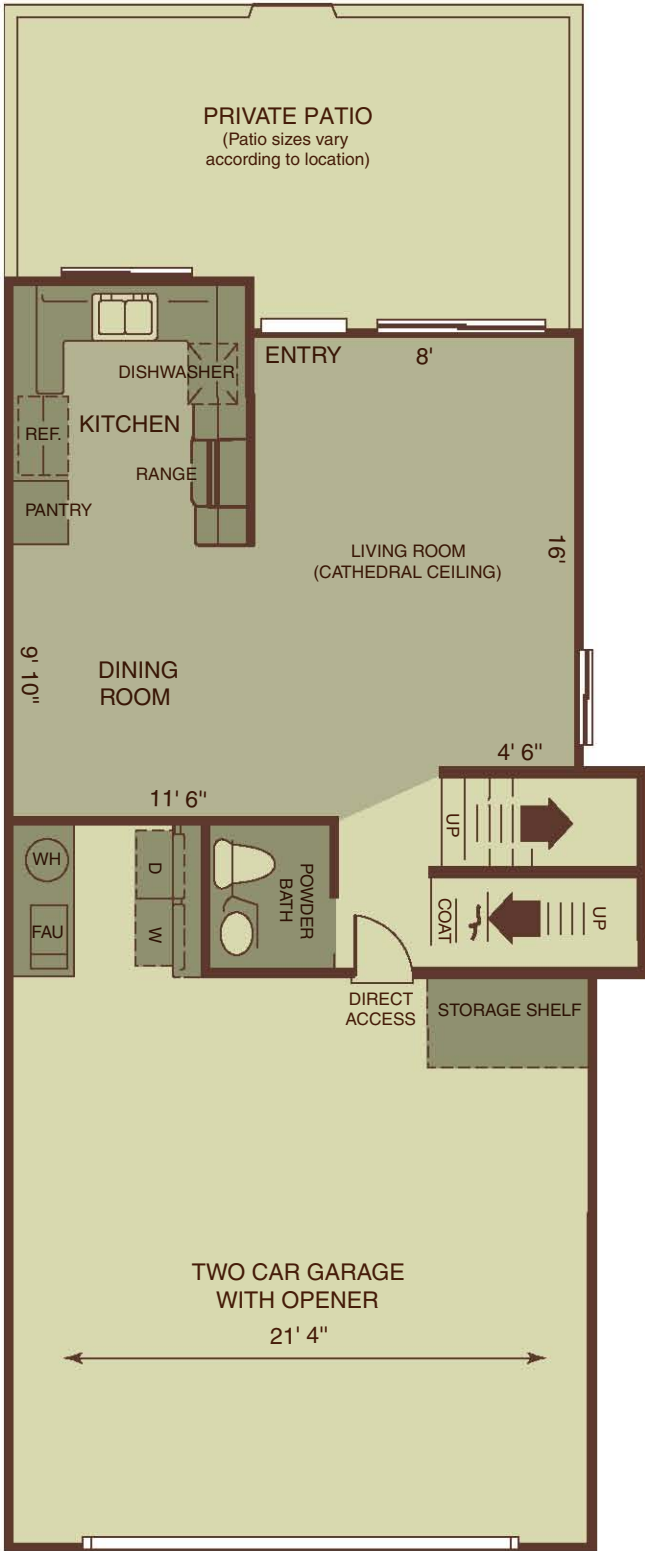 PRIVATE PATIO
(Patio sizes vary
according to location)
ENTRY
8'
DISHWASHER
KITCHEN
REF.
RANGE
PANTRY
LIVING ROOM
(CATHEDRAL CEILING)
16'
9' 10"
DINING
ROOM
4' 6"
11' 6"
UP
WH
D
POWDER
BATH
FAU
W
COAT
UP
DIRECT
ACCESS
STORAGE SHELF
TWO CAR GARAGE
WITH OPENER
21' 4"